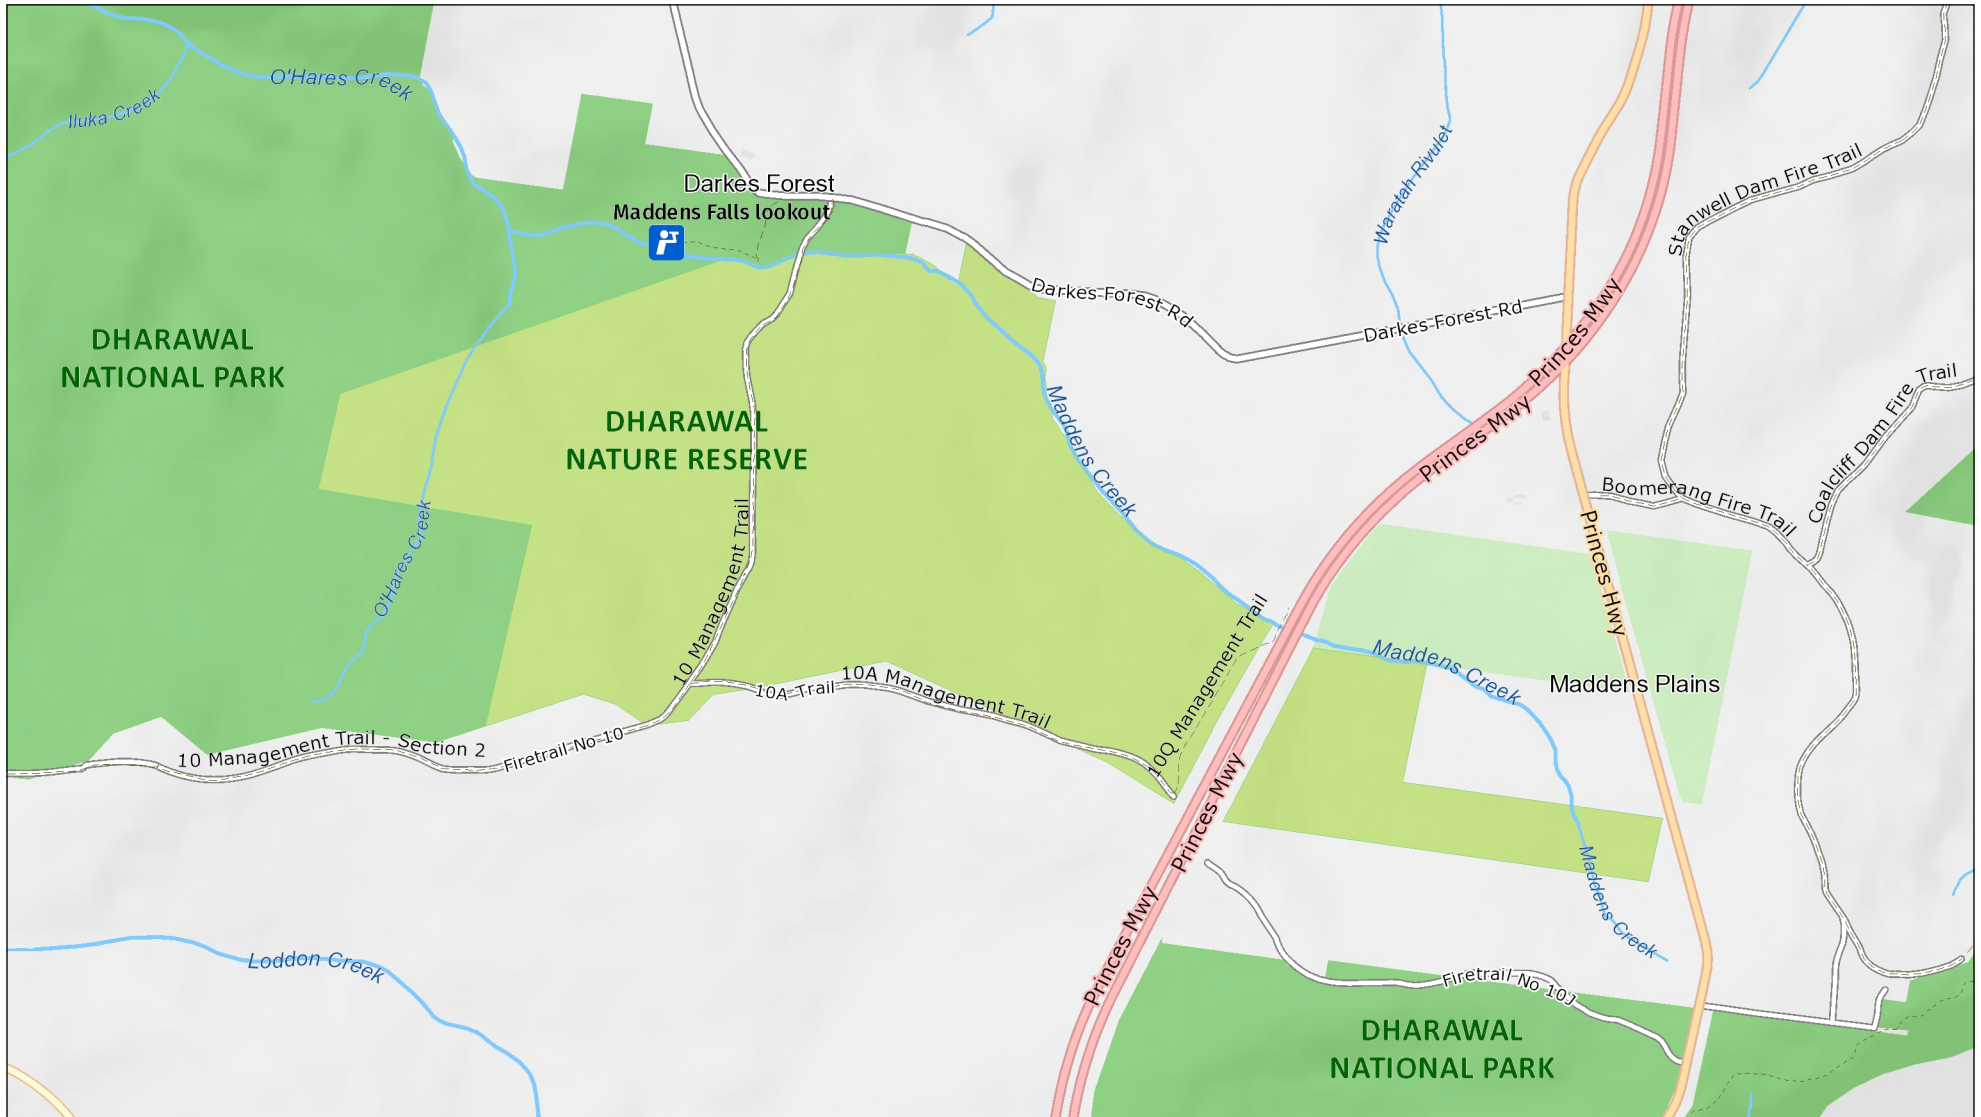 O'Hares Creek
Iluka Creek
Waratah Rivulet
Stanwell Dam Fire Trail
Darkes Forest
Maddens Falls lookout
Darkes Forest Rd
Darkes Forest Rd
Princes Mwy
DHARAWAL
NATIONAL PARK
Princes Mwy
Coalcliff Dam Fire Trail
DHARAWAL
NATURE RESERVE
Maddens Creek
Boomerang Fire Trail
O'Hares Creek
10 Management Trail
Princes Hwy
10Q Management Trail
Maddens Creek
Maddens Plains
10A Trail
10A Management Trail
10 Management Trail - Section 2
Firetrail No 10
Princes Mwy
Maddens Creek
Princes Mwy
Loddon Creek
Firetrail No 10J
DHARAWAL
NATIONAL PARK